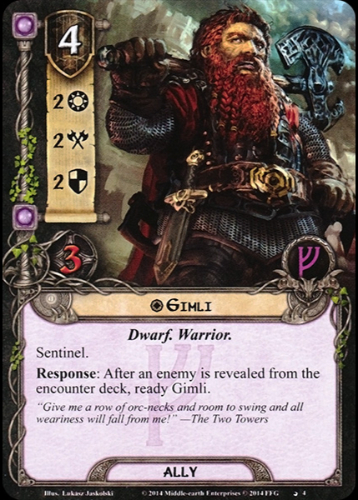 4
2
2
2
3
Gimli
Dwarf. Warrior.
Sentinel.
Response: After an enemy is revealed from the
encounter deck, ready Gimli.
“Give me a row of orc-necks and room to swing and all
weariness will fall from me!” —The Two Towers
ALLY
Illus. Lukasz Jaskolski © 2014 Middle-earth Enterprises © 2014 FFG 4